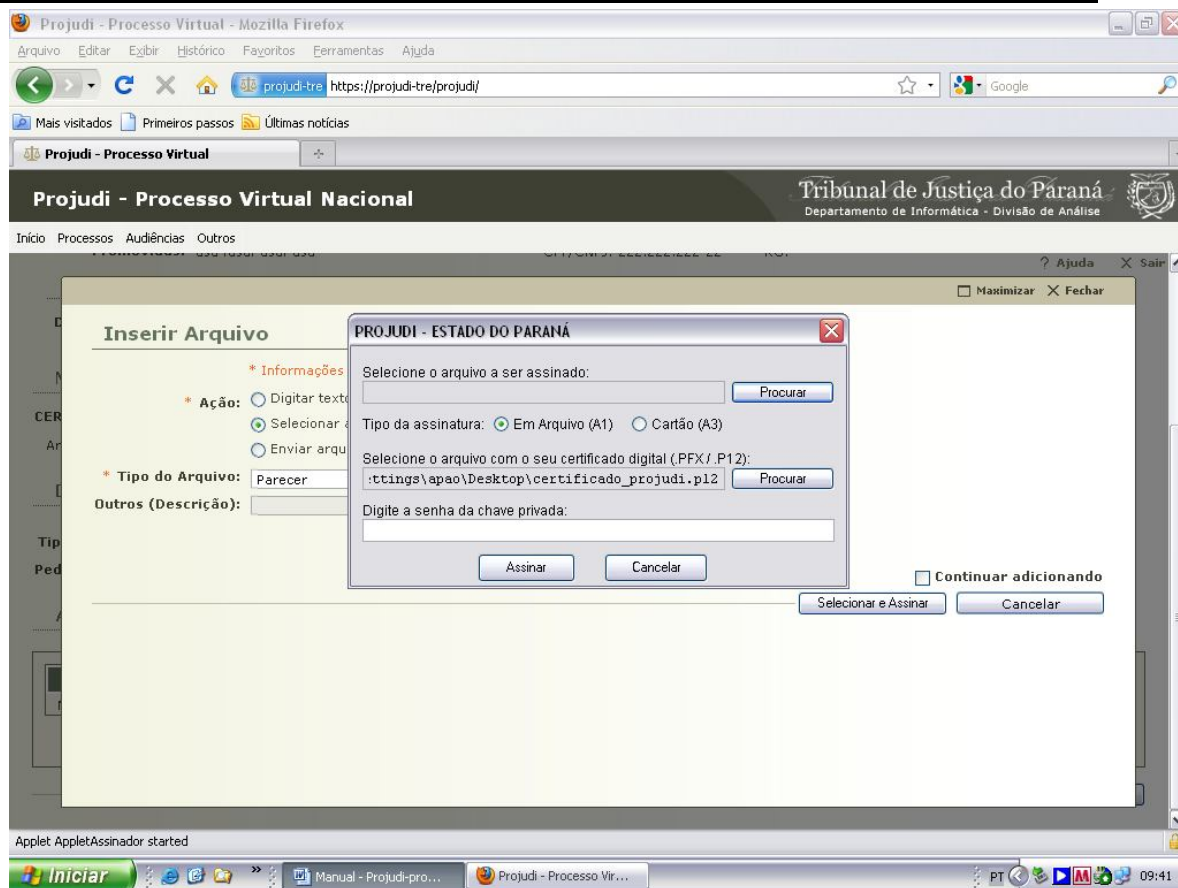 Projudi - Processo Virtual - Mozilla Firefox
Arquivo Editar Exibir Histórico Favoritos Ferramentas Ajuda
projudi-tre https://projudi-tre/projudi/ Google
Mais visitados Primeiros passos Últimas notícias
Projudi - Processo Virtual
Projudi - Processo Virtual Nacional
Tribunal de Justiça do Paraná
Departamento de Informática - Divisão de Análise
Início Processos Audiências Outros
? Ajuda X Sair
Maximizar X Fechar
Inserir Arquivo
* Informações
* Ação: Digitar texto
Selecionar a
Enviar arqu
* Tipo do Arquivo: Parecer
Outros (Descrição):
PROJUDI - ESTADO DO PARANÁ
Selecione o arquivo a ser assinado:
Procurar
Tipo da assinatura: Em Arquivo (A1) Cartão (A3)
Selecione o arquivo com o seu certificado digital (.PFX / .P12):
:ttings\apao\Desktop\certificado_projudi.p12 Procurar
Digite a senha da chave privada:
Assinar Cancelar
CER
Ar
Tip
Ped
Continuar adicionando
Selecionar e Assinar Cancelar
Applet AppletAssinador started
Iniciar » Manual - Projudi-pro... Projudi - Processo Vir... PT 09:41